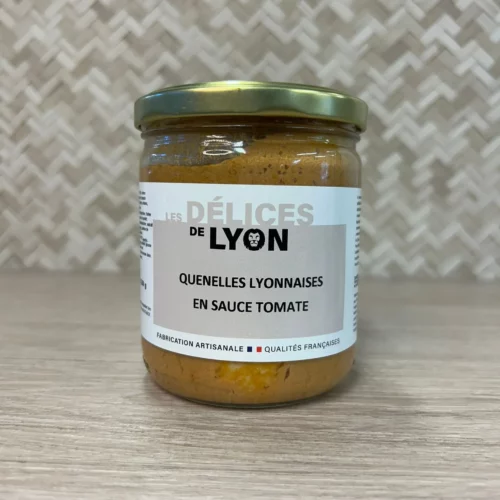 LES DÉLICES
DE LYON
QUENELLES LYONNAISES
EN SAUCE TOMATE
FABRICATION ARTISANALE QUALITÉS FRANÇAISES